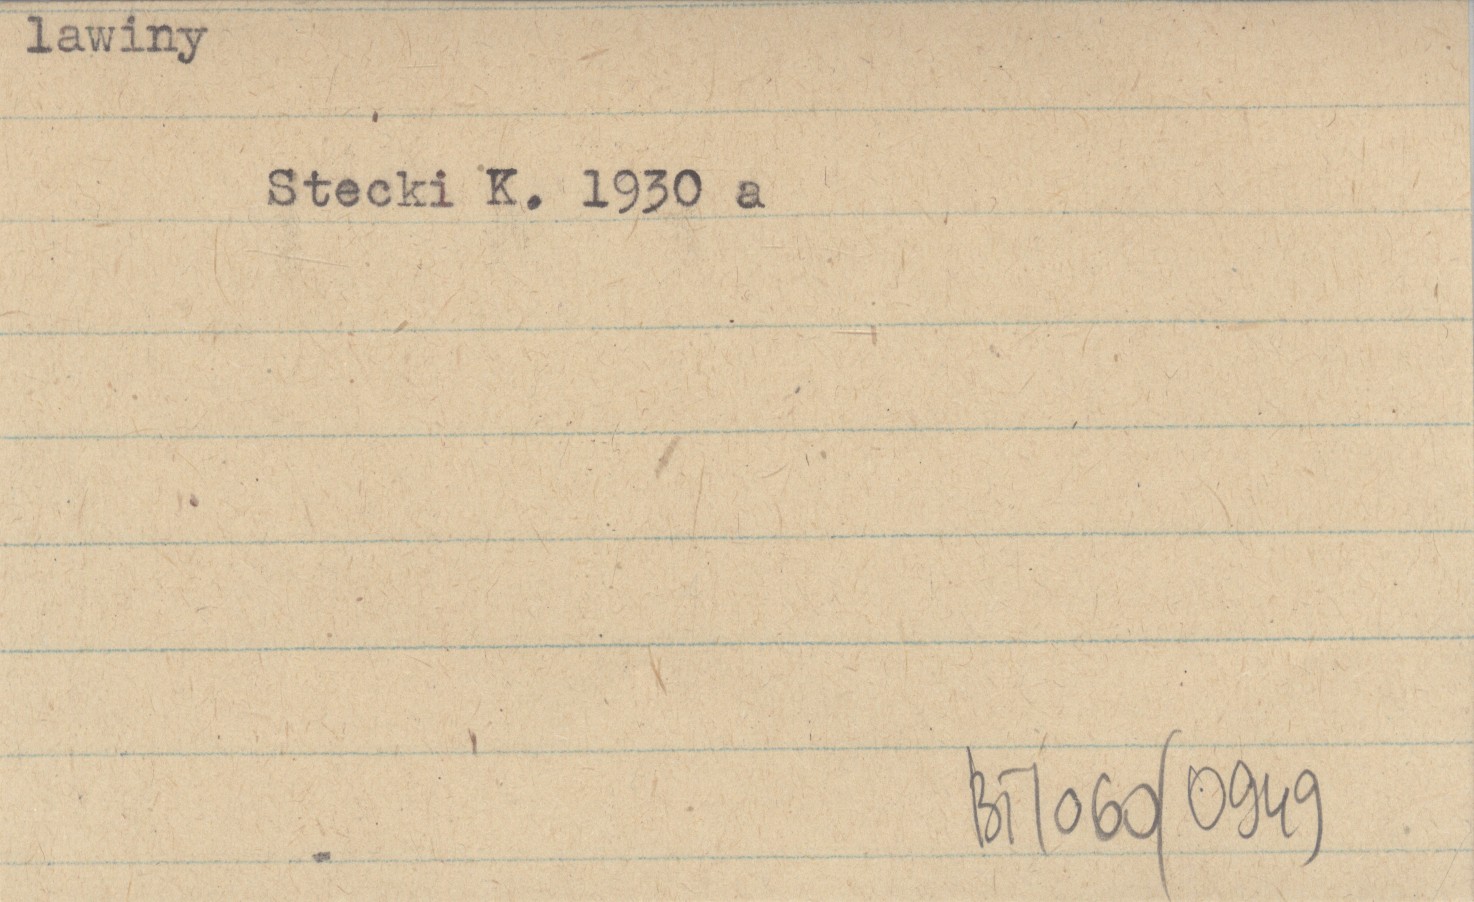 lawiny
Stecki K. 1930 a
BT/060/0949